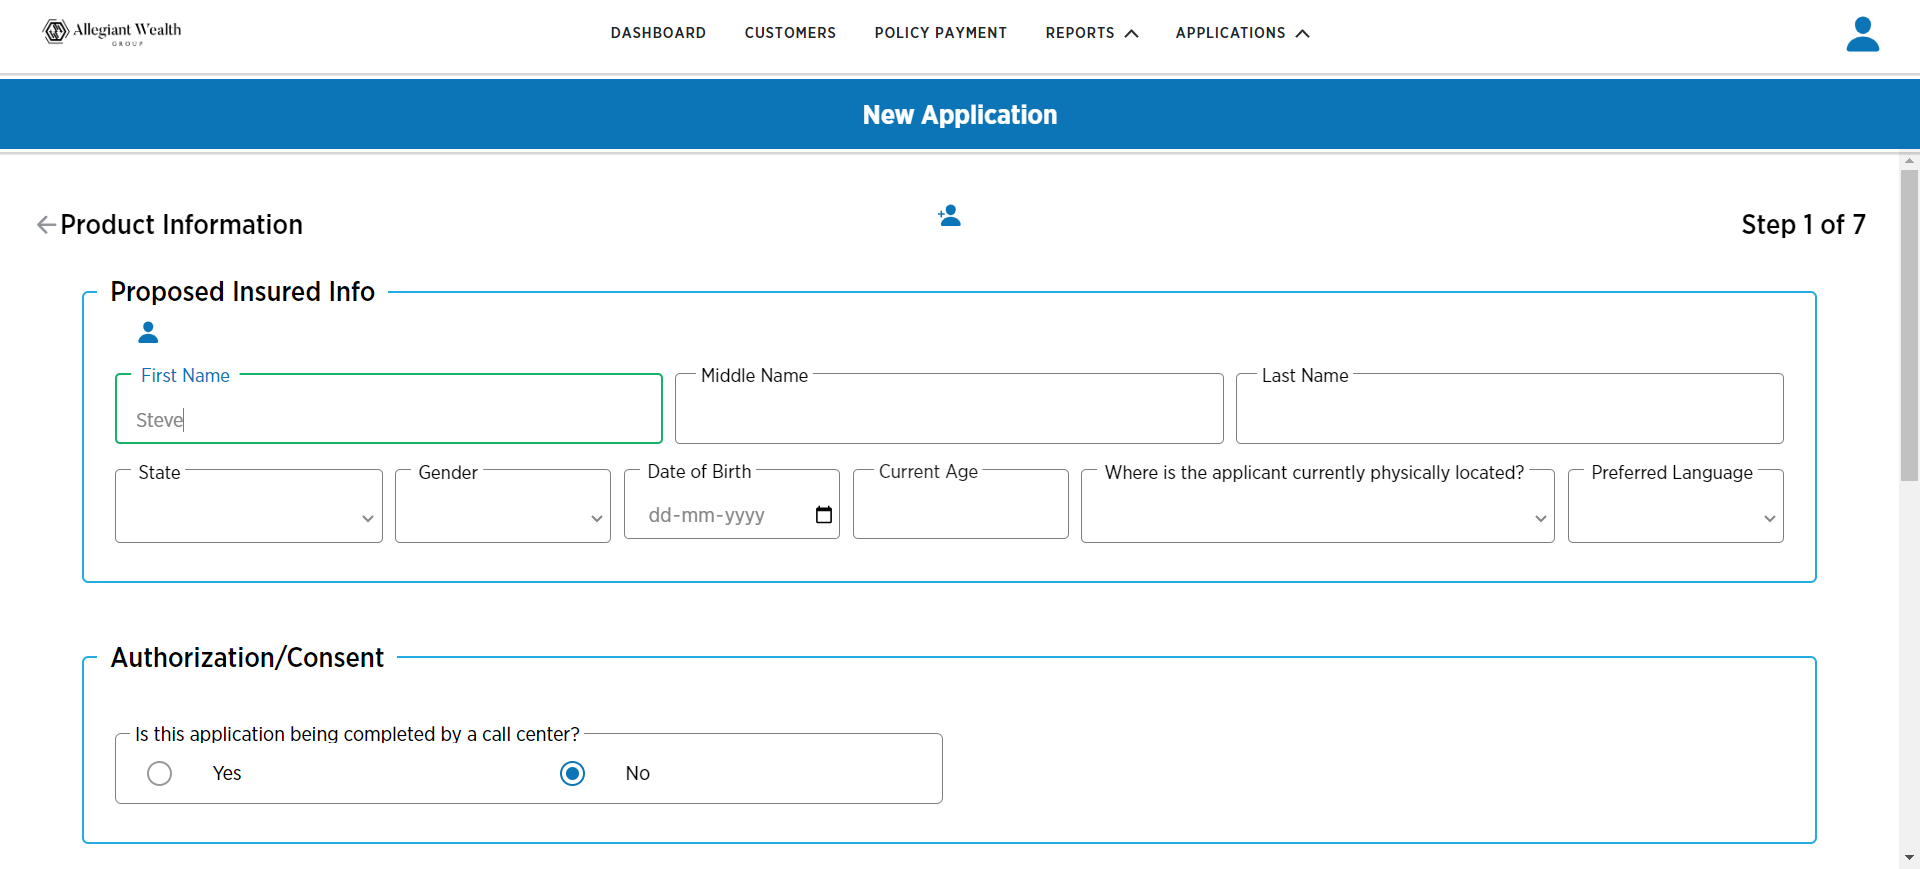 Allegiant Wealth
GROUP
DASHBOARD CUSTOMERS POLICY PAYMENT REPORTS APPLICATIONS
New Application
Product Information
Step 1 of 7
Proposed Insured Info
First Name Middle Name Last Name
Steve
State Gender Date of Birth Current Age Where is the applicant currently physically located? Preferred Language
dd-mm-yyyy
Authorization/Consent
Is this application being completed by a call center?
Yes No